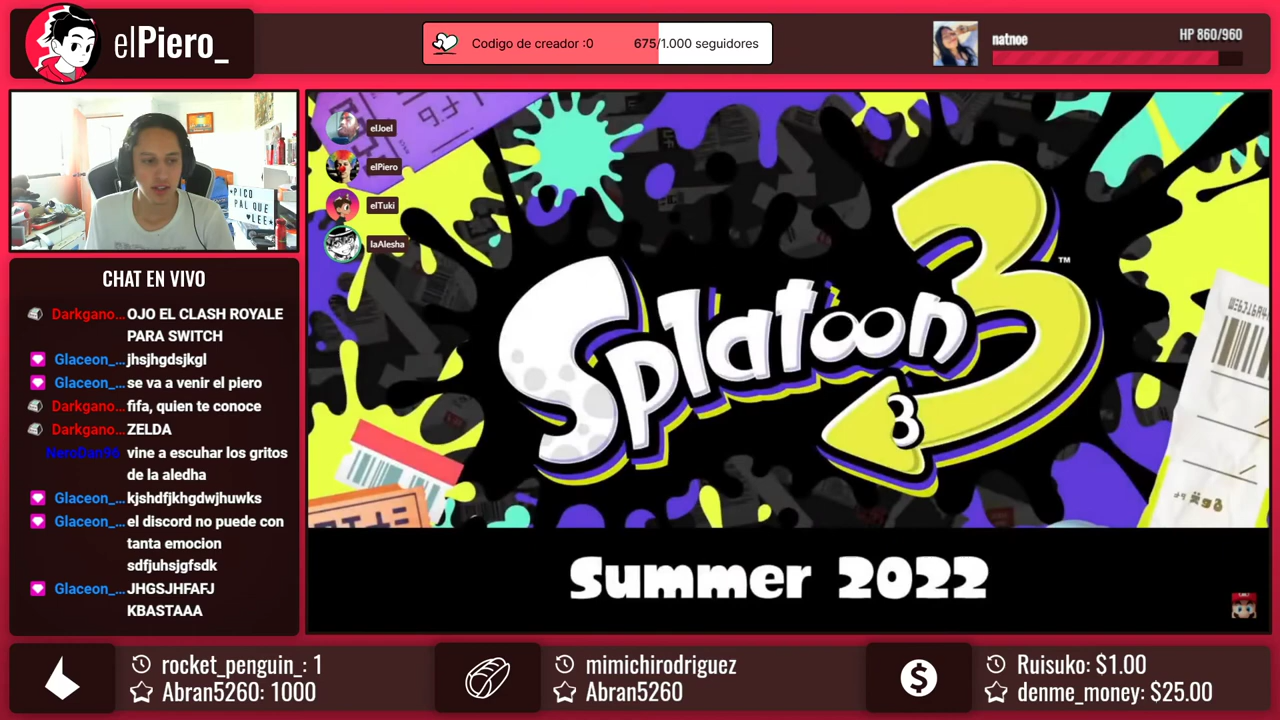 elPiero_
Codigo de creador :0 675/1.000 seguidores
natnoe
HP 860/960
PICO
PAL QUE
♥LEE
CHAT EN VIVO
Darkgano... OJO EL CLASH ROYALE
PARA SWITCH
Glaceon_... jhsjhgdsjkgl
Glaceon_... se va a venir el piero
Darkgano... fifa, quien te conoce
Darkgano... ZELDA
NeroDan96 vine a escuhar los gritos
de la aledha
Glaceon_... kjshdfjkhgdwjhuwks
Glaceon_... el discord no puede con
tanta emocion
sdfjuhsjgfsdk
Glaceon_... JHGSJHFAFJ
KBASTAAA
elJoel
elPiero
elTuki
laAlesha
Splatoon 3 ™
3
Summer 2022
rocket_penguin_: 1
Abran5260: 1000
mimichirodriguez
Abran5260
$
Ruisuko: $1.00
denme_money: $25.00